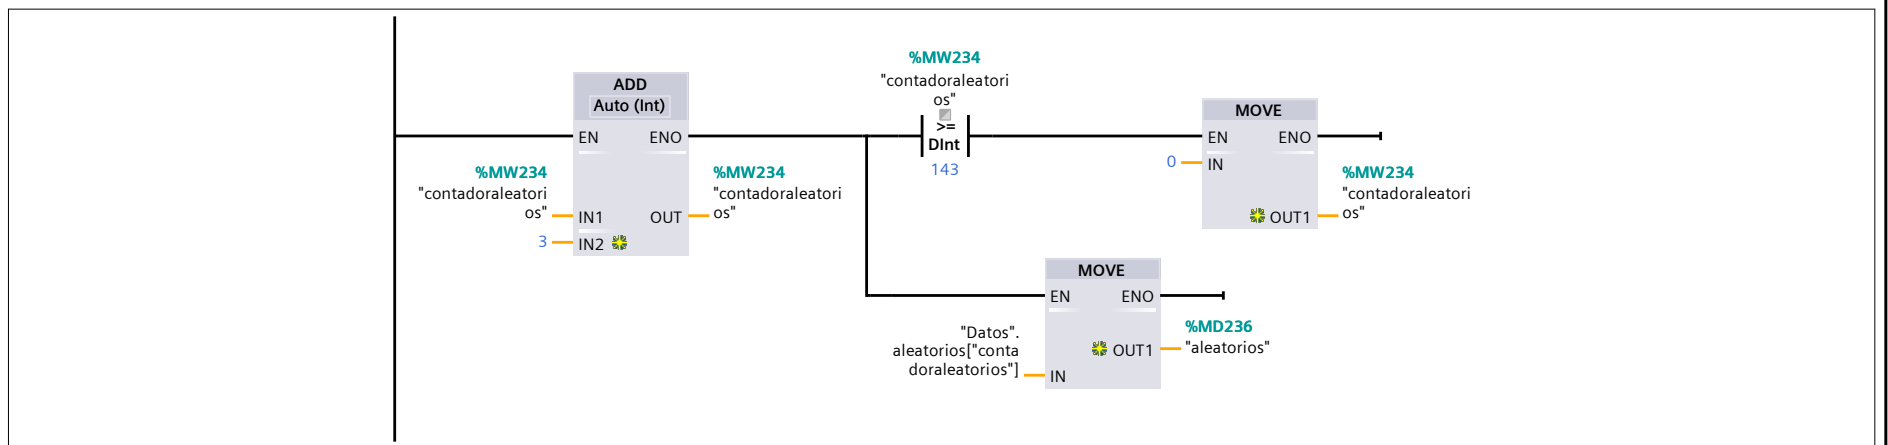 %MW234
"contadoraleatori
os"
>=
DInt
143
ADD
Auto (Int)
EN
ENO
%MW234
"contadoraleatori
os"
IN1
3
IN2
OUT
%MW234
"contadoraleatori
os"
MOVE
EN
ENO
0
IN
OUT1
%MW234
"contadoraleatori
os"
MOVE
EN
ENO
"Datos".
aleatorios["conta
doraleatorios"]
IN
OUT1
%MD236
"aleatorios"